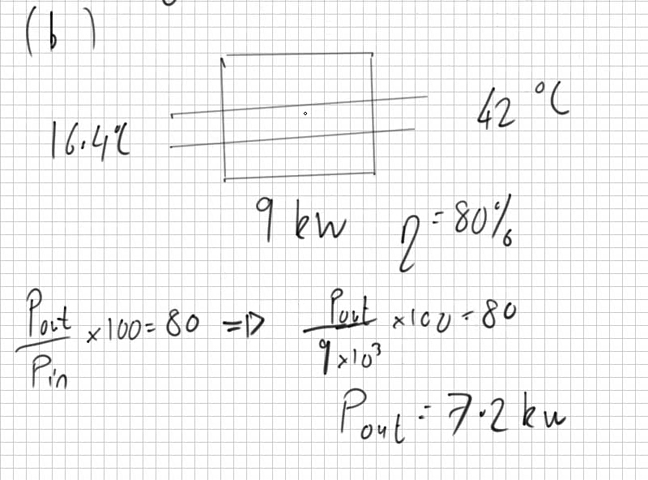 (b)
16.4℃ 42 °C
9 kw η = 80%
Pout/Pin ×100 = 80 => Pout/9×10³ ×100 = 80
Pout = 7.2 kw